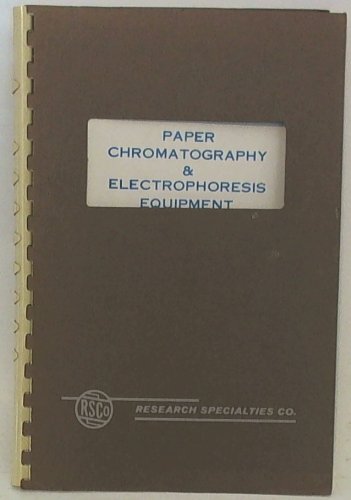 PAPER
CHROMATOGRAPHY
&
ELECTROPHORESIS
EQUIPMENT
RSCo
RESEARCH SPECIALTIES CO.